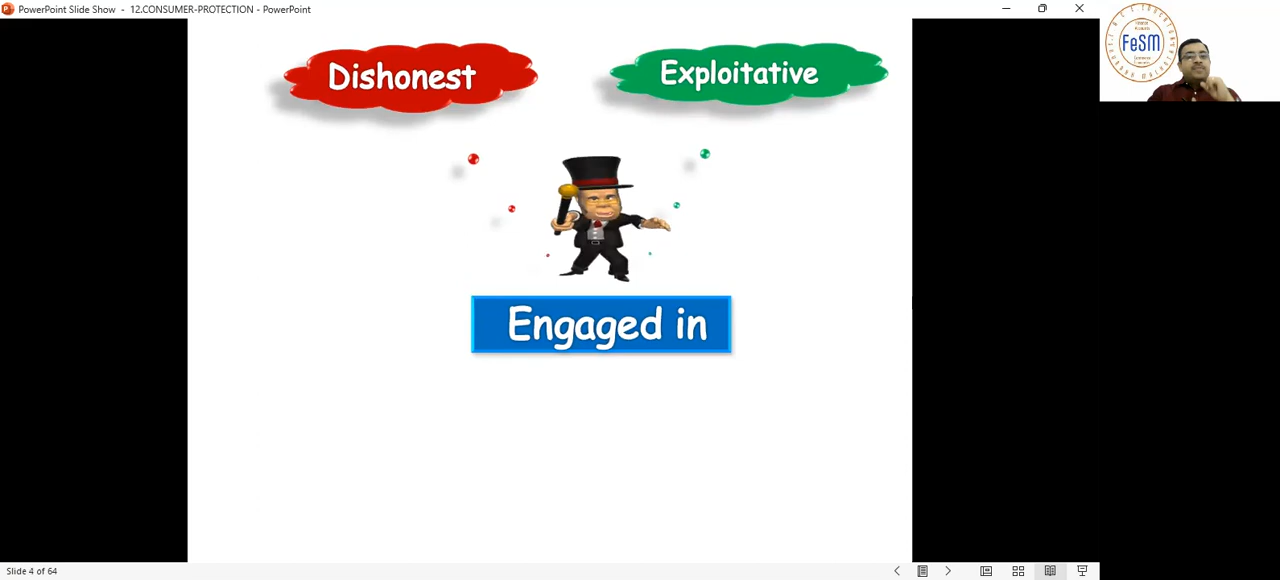 PowerPoint Slide Show - 12.CONSUMER-PROTECTION - PowerPoint
Dishonest
Exploitative
Engaged in
FeSM
Slide 4 of 64